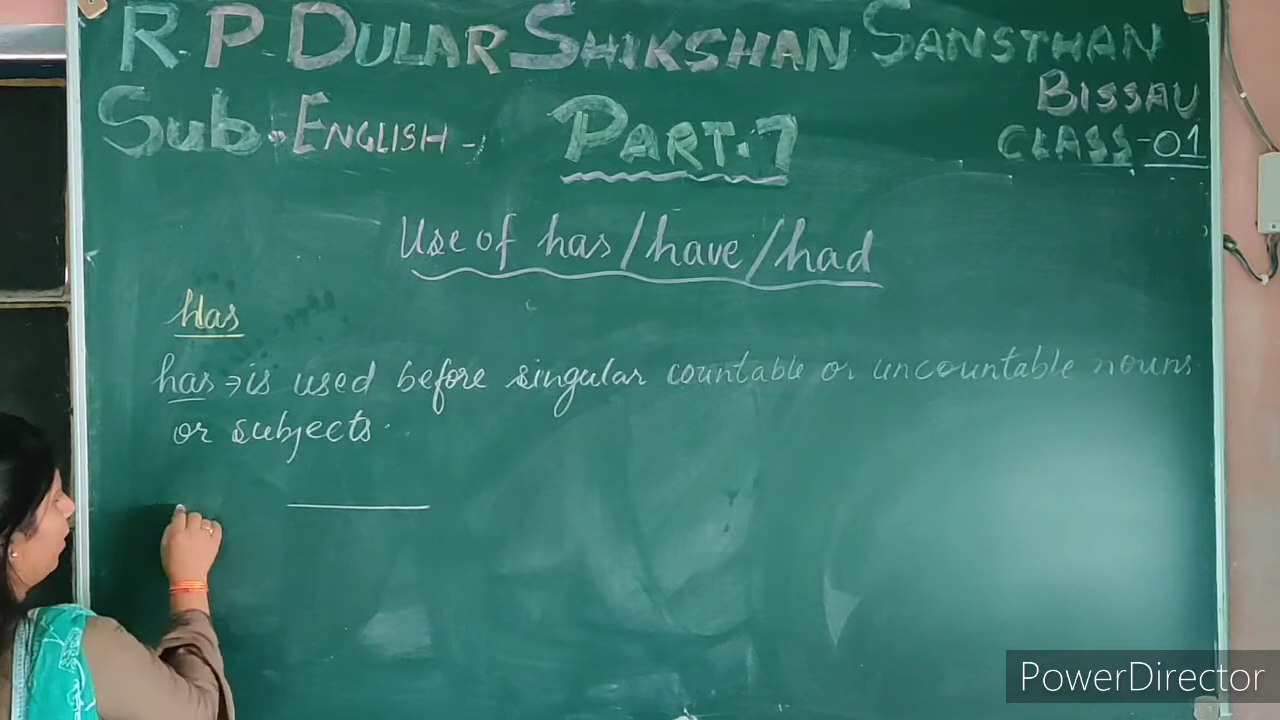 R.P. DULAR SHIKSHAN SANSTHAN
BISSAU
Sub. ENGLISH - PART.7 CLASS-01
Use of has/have/had
Has
has → is used before singular countable or uncountable nouns
or subjects.
PowerDirector